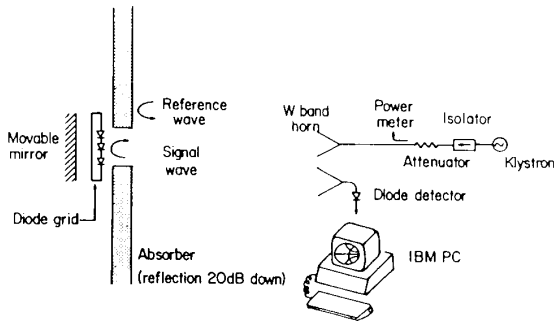 Movable
mirror
Diode grid
Reference
wave
Signal
wave
Absorber
(reflection 20dB down)
W band
horn
Power
meter
Attenuator
Isolator
Klystron
Diode detector
IBM PC